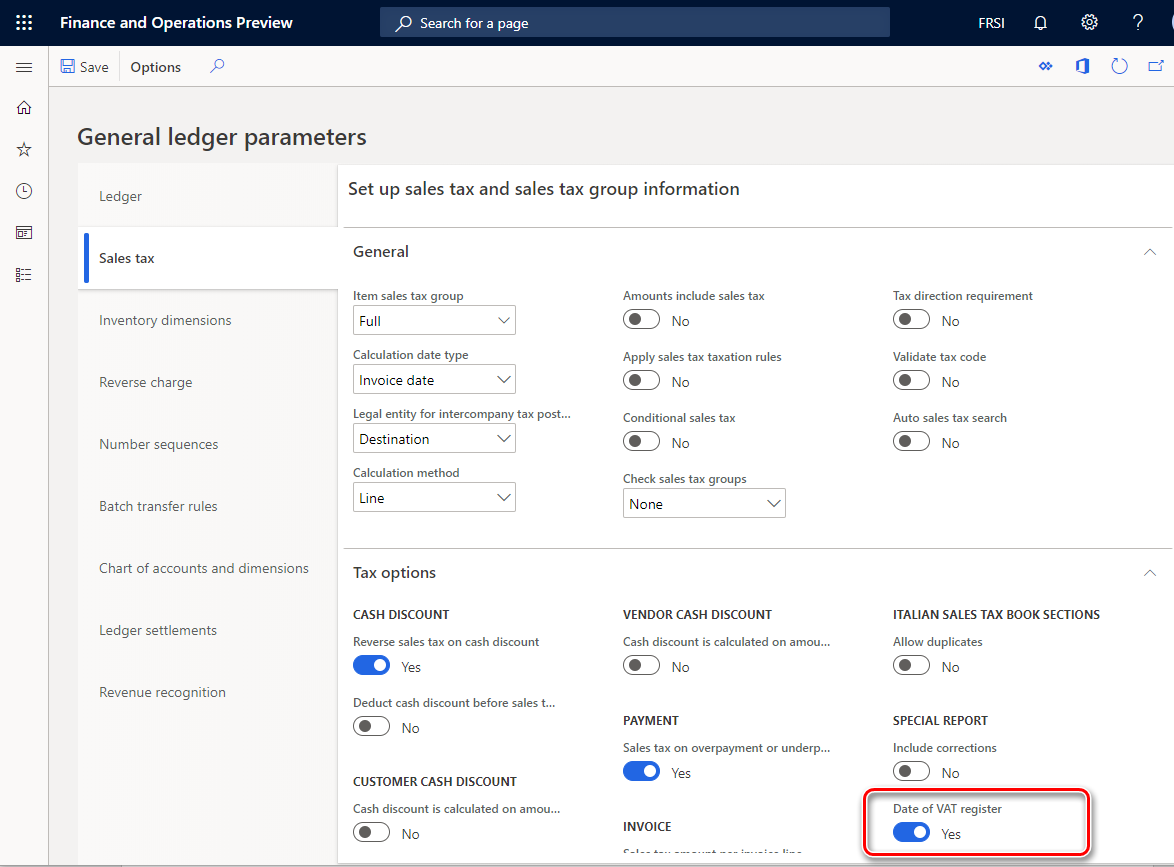 Finance and Operations Preview
Search for a page
FRSI
?
Save
Options
General ledger parameters
Ledger
Sales tax
Inventory dimensions
Reverse charge
Number sequences
Batch transfer rules
Chart of accounts and dimensions
Ledger settlements
Revenue recognition
Set up sales tax and sales tax group information
General
Item sales tax group
Full
Calculation date type
Invoice date
Legal entity for intercompany tax post...
Destination
Calculation method
Line
Amounts include sales tax
No
Apply sales tax taxation rules
No
Conditional sales tax
No
Check sales tax groups
None
Tax direction requirement
No
Validate tax code
No
Auto sales tax search
No
Tax options
CASH DISCOUNT
Reverse sales tax on cash discount
Yes
Deduct cash discount before sales t...
No
CUSTOMER CASH DISCOUNT
Cash discount is calculated on amou...
No
VENDOR CASH DISCOUNT
Cash discount is calculated on amou...
No
PAYMENT
Sales tax on overpayment or underp...
Yes
INVOICE
Sales tax amount per invoice line
ITALIAN SALES TAX BOOK SECTIONS
Allow duplicates
No
SPECIAL REPORT
Include corrections
No
Date of VAT register
Yes